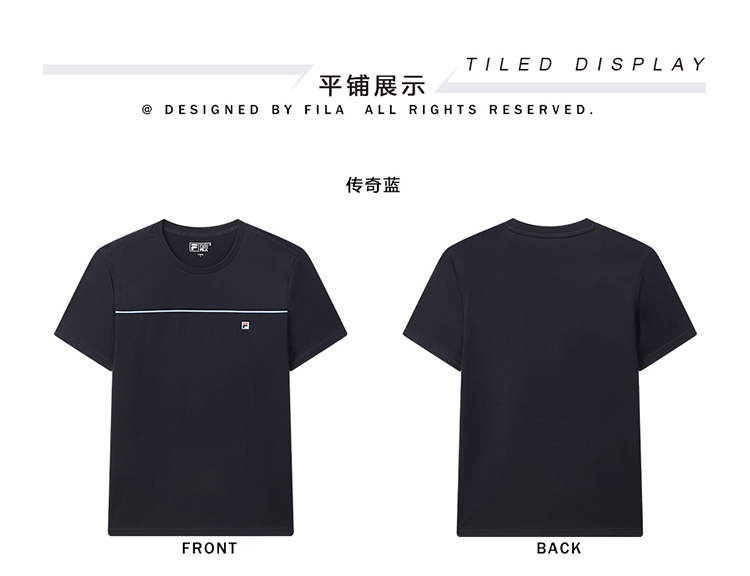 TILED DISPLAY
平铺展示
@ DESIGNED BY FILA ALL RIGHTS RESERVED.
传奇蓝
FRONT
BACK